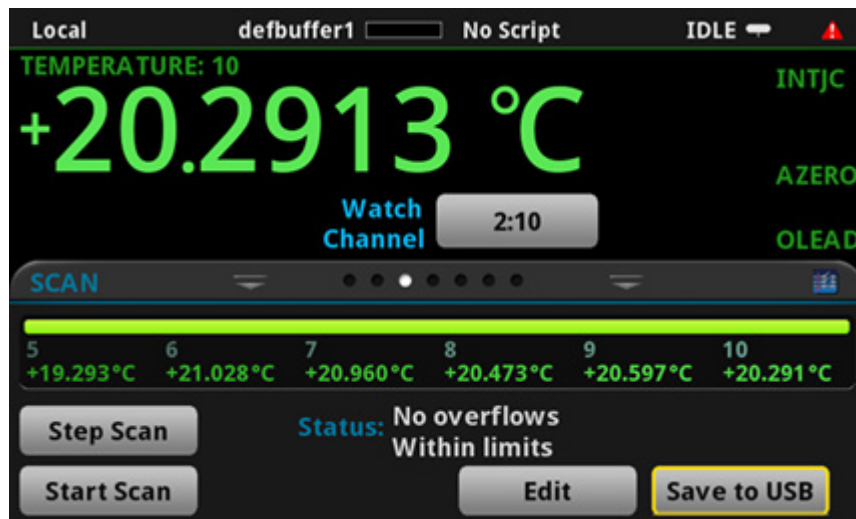 Local defbuffer1 No Script IDLE
TEMPERATURE: 10
INTJC
+20.2913 °C
AZERO
Watch Channel 2:10
OLEAD
SCAN
5 6 7 8 9 10
+19.293°C +21.028°C +20.960°C +20.473°C +20.597°C +20.291°C
Step Scan
Status: No overflows
Within limits
Start Scan Edit Save to USB